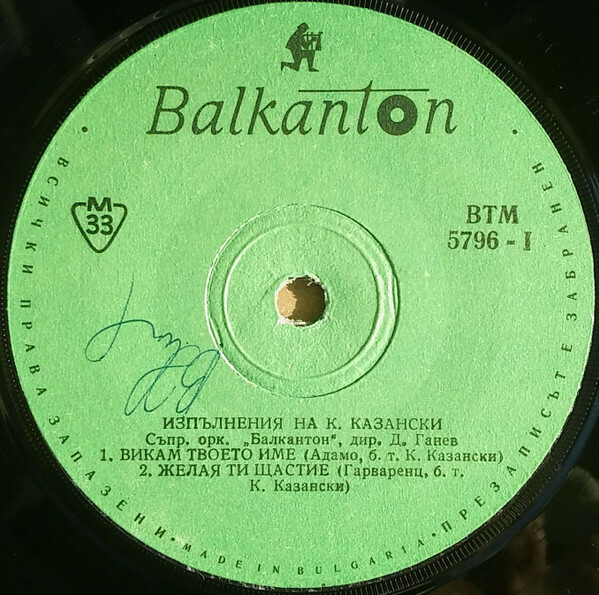 Balkanton
М
33
ВТМ
5796 - I
ИЗПЪЛНЕНИЯ НА К. КАЗАНСКИ
Съпр. орк. „Балкантон", дир. Д. Ганев
1. ВИКАМ ТВОЕТО ИМЕ (Адамо, б. т. К. Казански)
2. ЖЕЛАЯ ТИ ЩАСТИЕ (Гарваренц, б. т.
К. Казански)
ВСИЧКИ ПРАВА ЗАПАЗЕНИ • MADE IN BULGARIA • ПРЕЗАПИСЪТ Е ЗАБРАНЕН